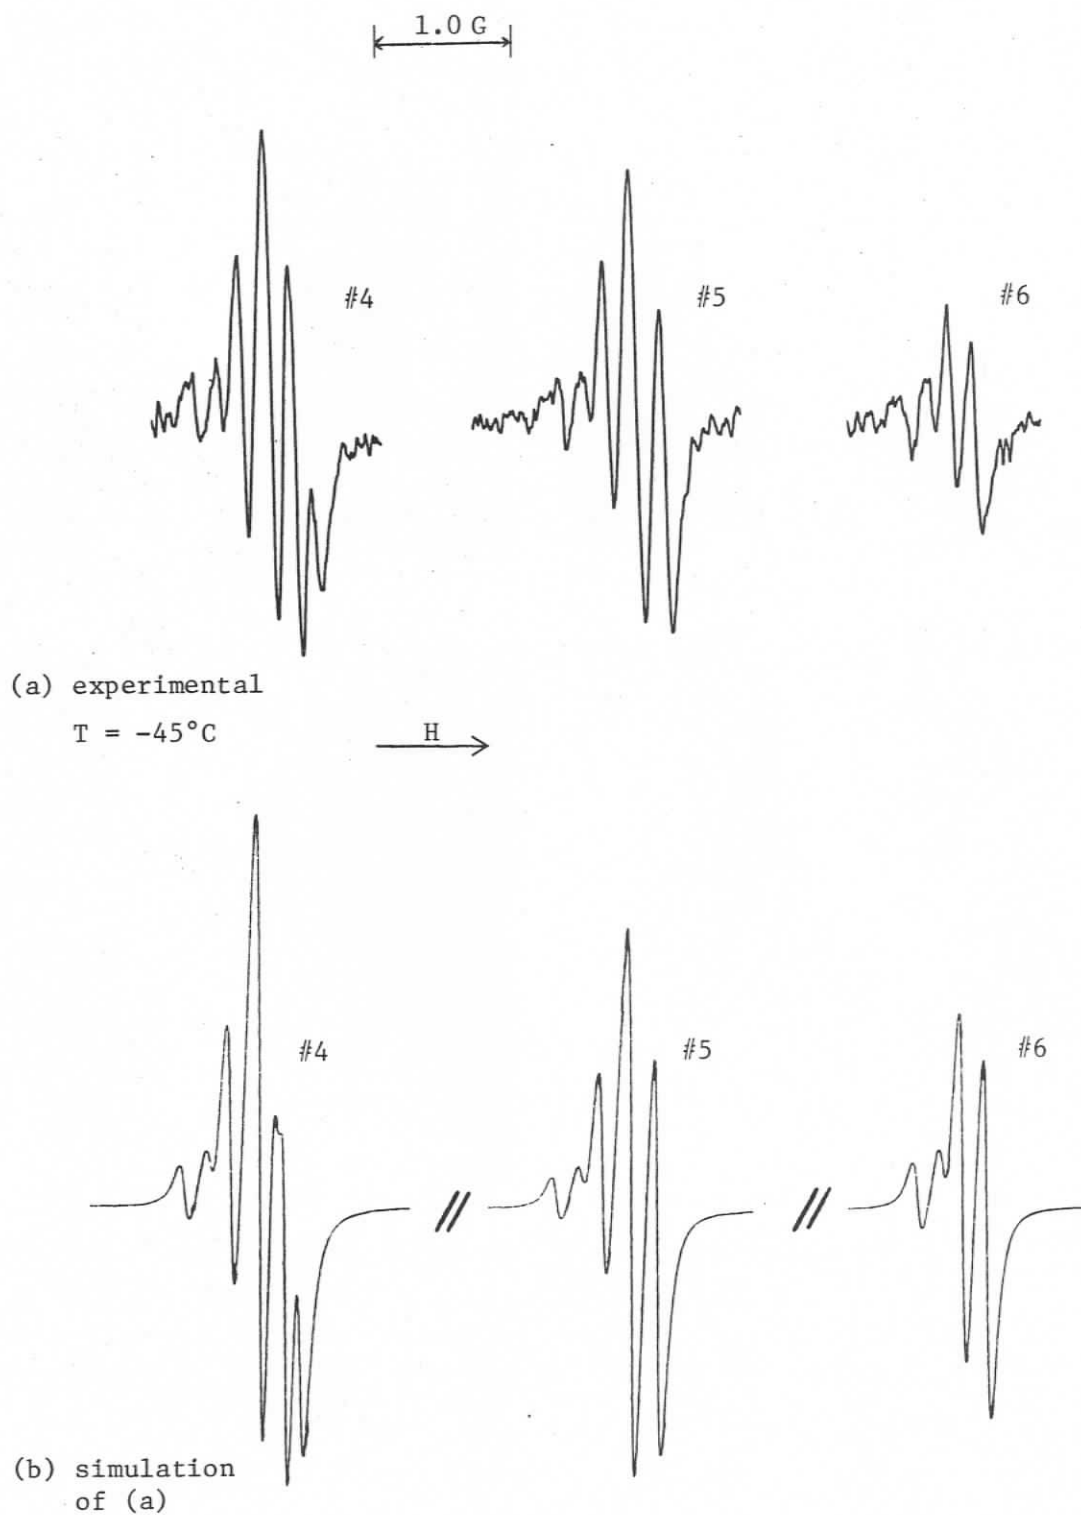 1.0 G
#4
#5
#6
(a) experimental
T = -45°C
H
#4
#5
#6
(b) simulation
of (a)